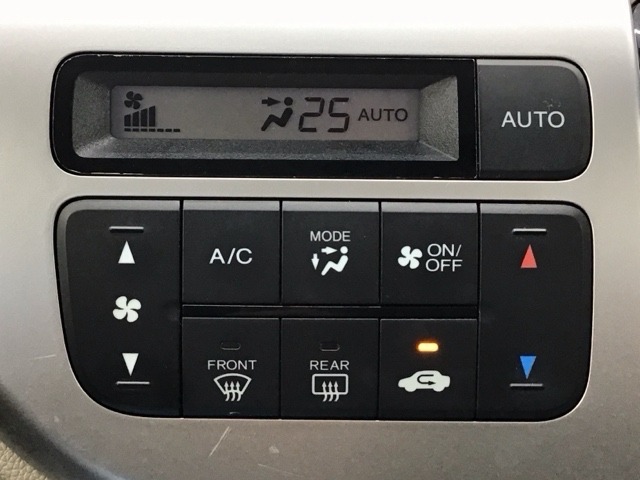 25 AUTO
AUTO
A/C
MODE
ON/
OFF
FRONT
REAR